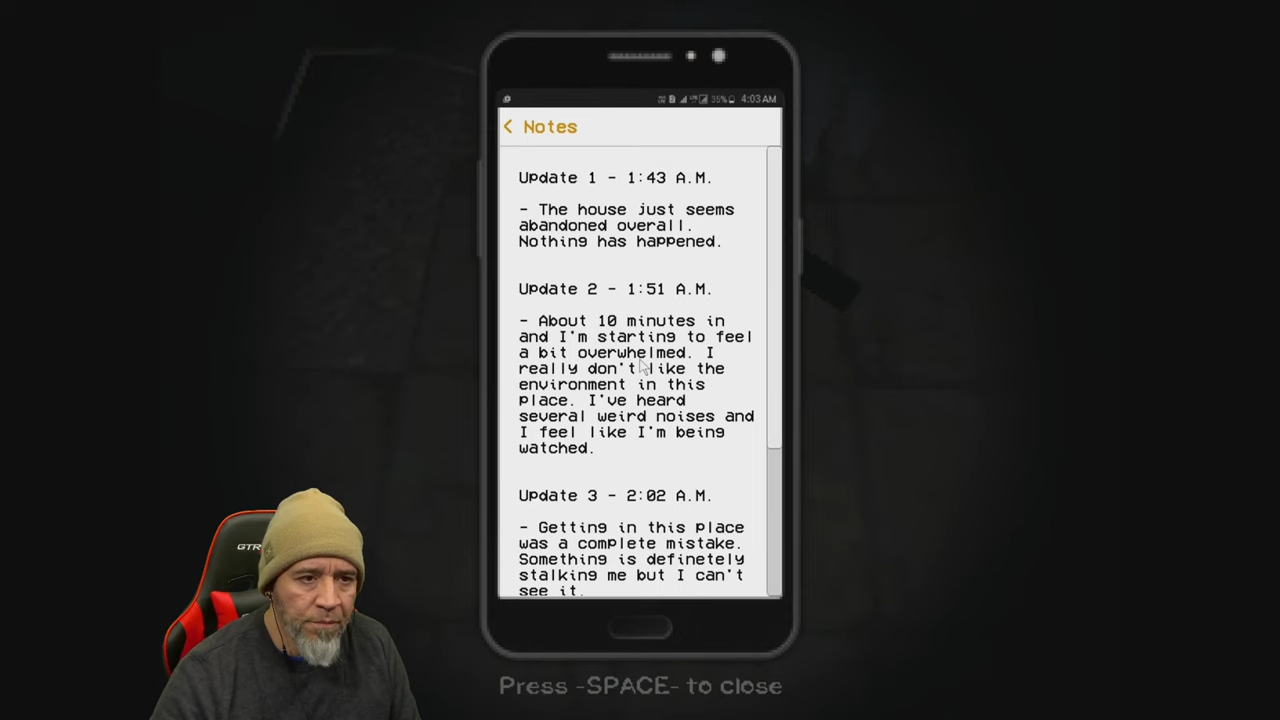 35% 4:03 AM
Notes
Update 1 - 1:43 A.M.
- The house just seems
abandoned overall.
Nothing has happened.
Update 2 - 1:51 A.M.
- About 10 minutes in
and I'm starting to feel
a bit overwhelmed. I
really don't like the
environment in this
place. I've heard
several weird noises and
I feel like I'm being
watched.
Update 3 - 2:02 A.M.
- Getting in this place
was a complete mistake.
Something is definetely
stalking me but I can't
see it.
GTR
Press -SPACE- to close